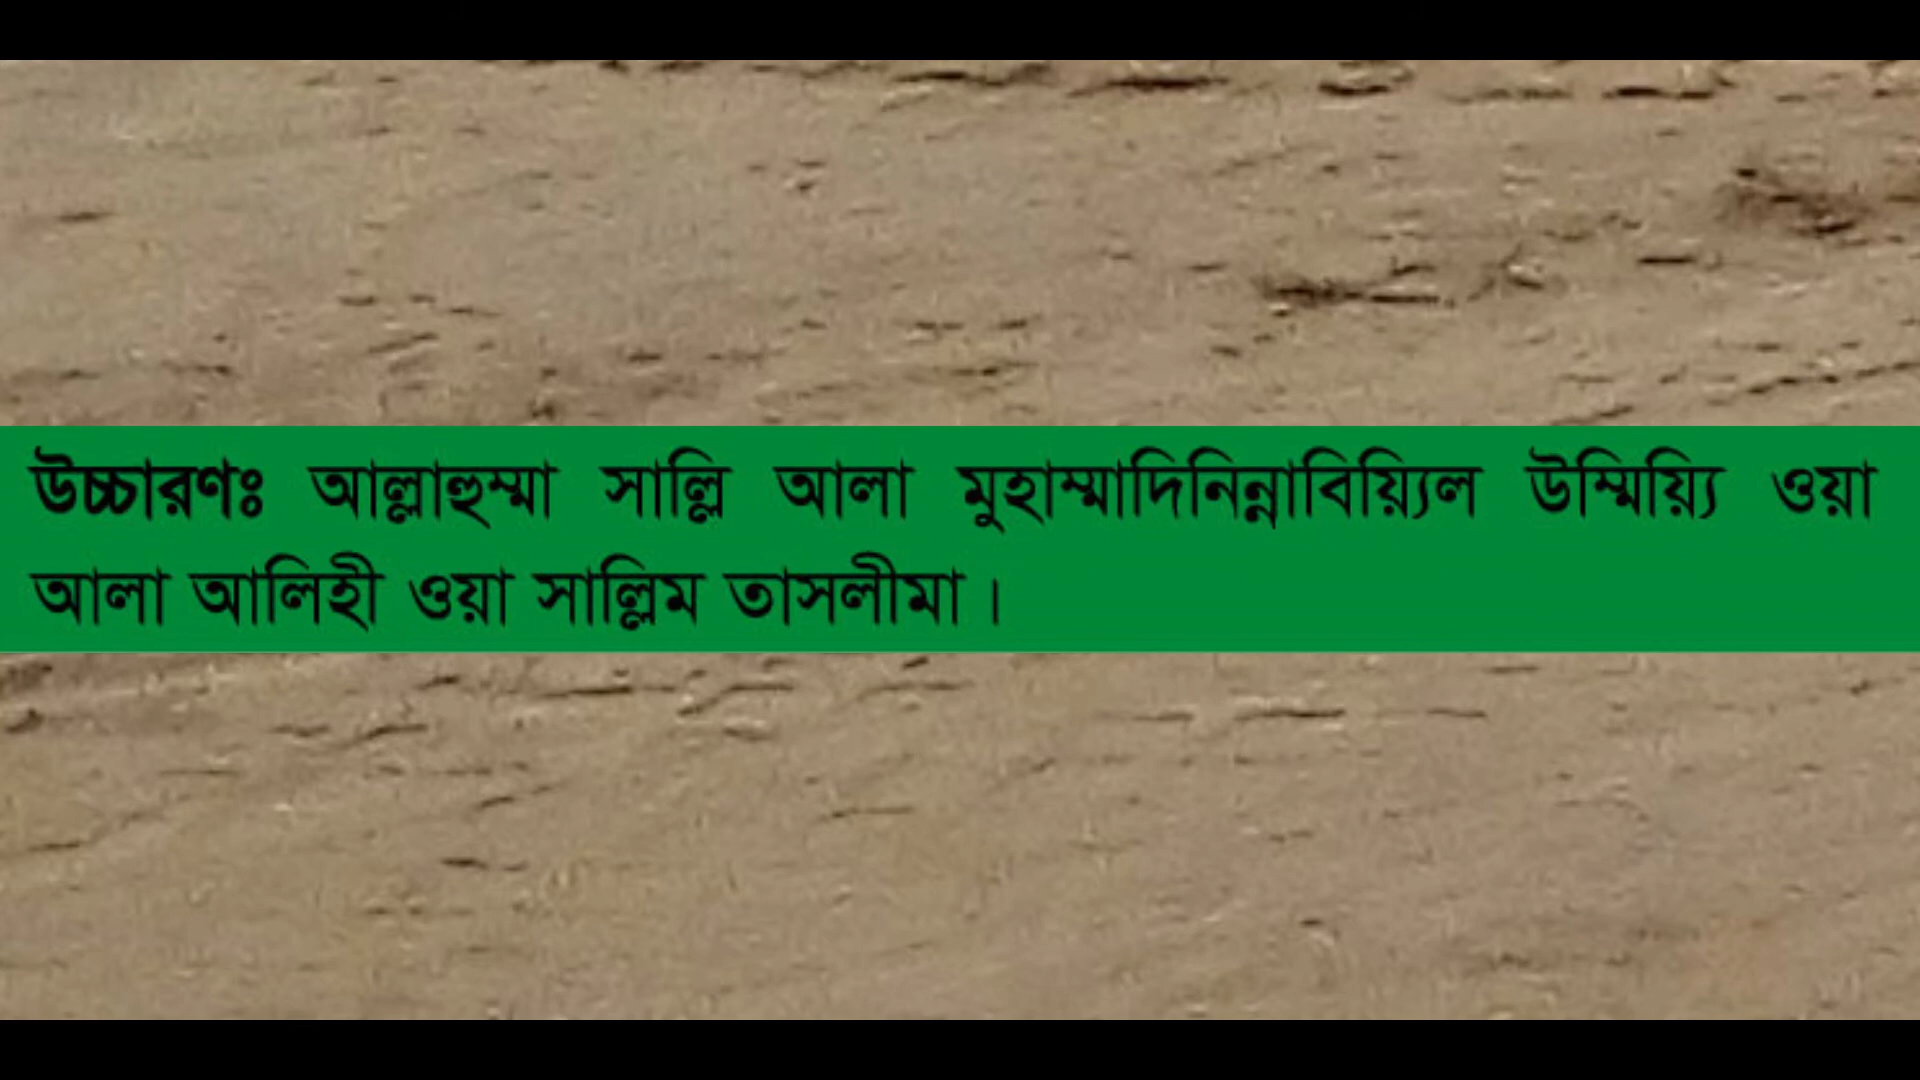 উচ্চারণঃ আল্লাহুম্মা সাল্লি আলা মুহাম্মাদিনিন্নাবিয়্যিল উম্মিয়্যি ওয়া
আলা আলিহী ওয়া সাল্লিম তাসলীমা।